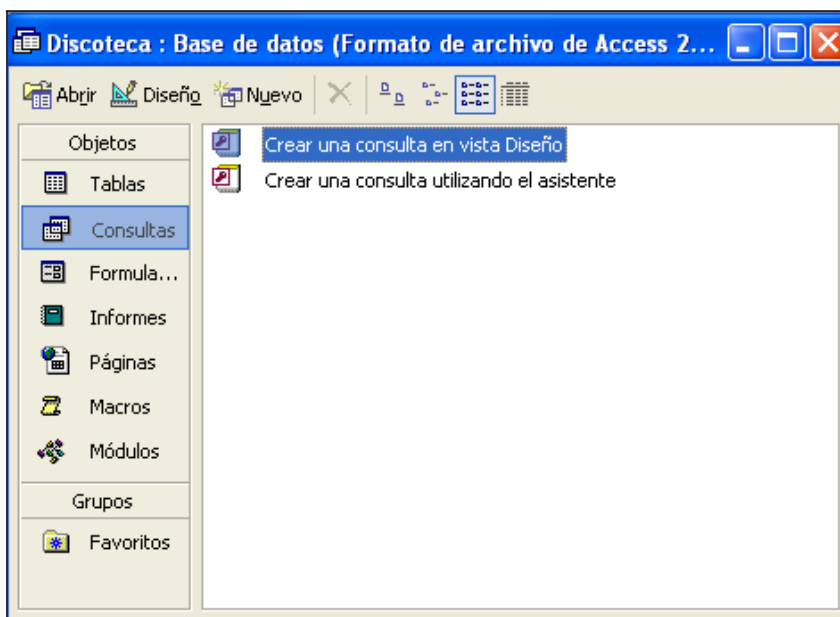 Discoteca : Base de datos (Formato de archivo de Access 2...
Abrir Diseño Nuevo
Objetos
Tablas
Consultas
Formula...
Informes
Páginas
Macros
Módulos
Grupos
Favoritos
Crear una consulta en vista Diseño
Crear una consulta utilizando el asistente